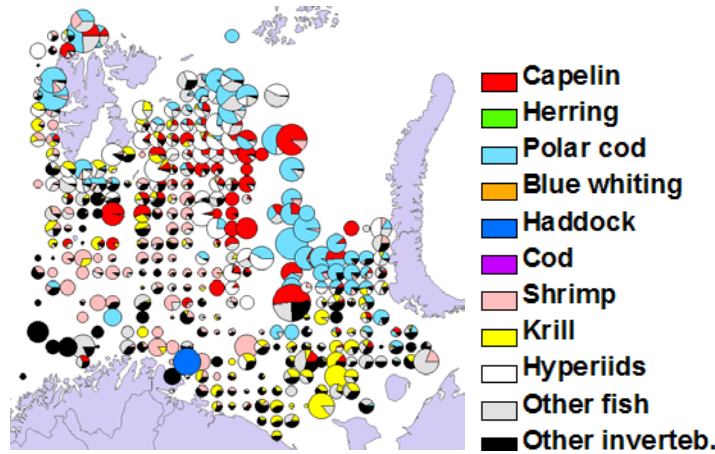 Capelin
Herring
Polar cod
Blue whiting
Haddock
Cod
Shrimp
Krill
Hyperiids
Other fish
Other inverteb.